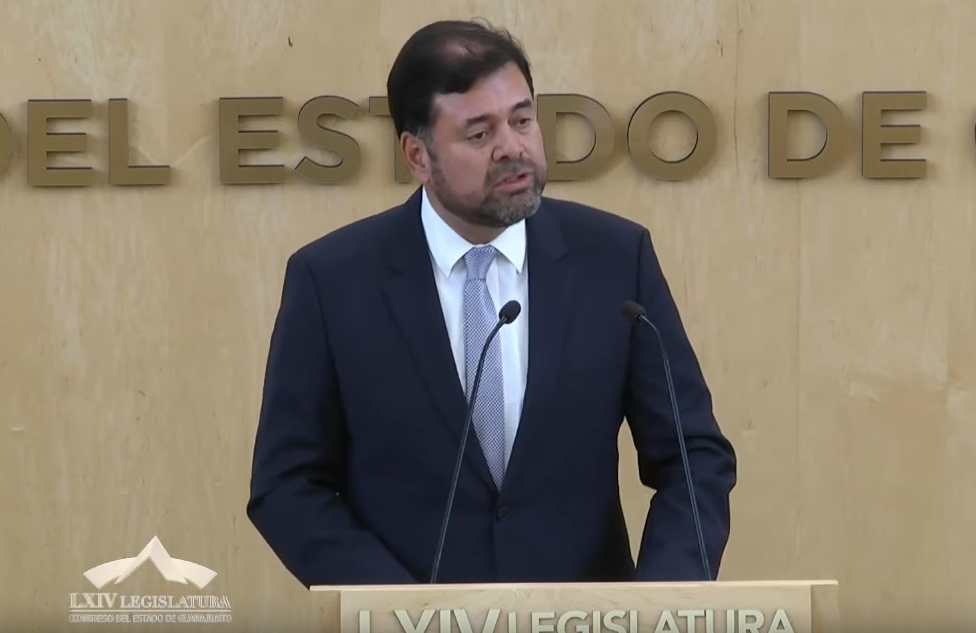 DEL ESTADO DE
LXIV LEGISLATURA
CONGRESO DEL ESTADO DE GUANAJUATO
LXIV LEGISLATURA